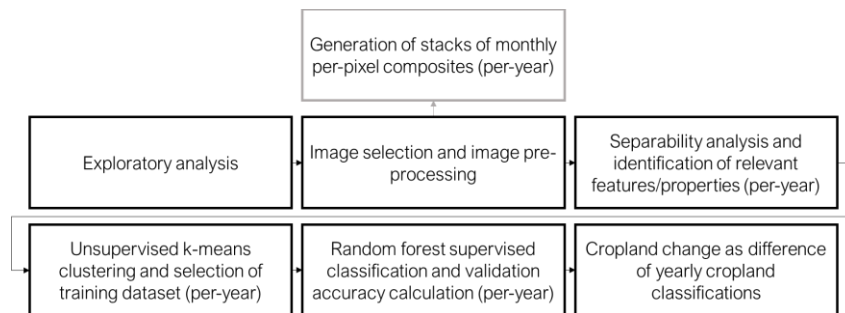 Generation of stacks of monthly
per-pixel composites (per-year)
Exploratory analysis
Image selection and image pre-
processing
Separability analysis and
identification of relevant
features/properties (per-year)
Unsupervised k-means
clustering and selection of
training dataset (per-year)
Random forest supervised
classification and validation
accuracy calculation (per-year)
Cropland change as difference
of yearly cropland
classifications